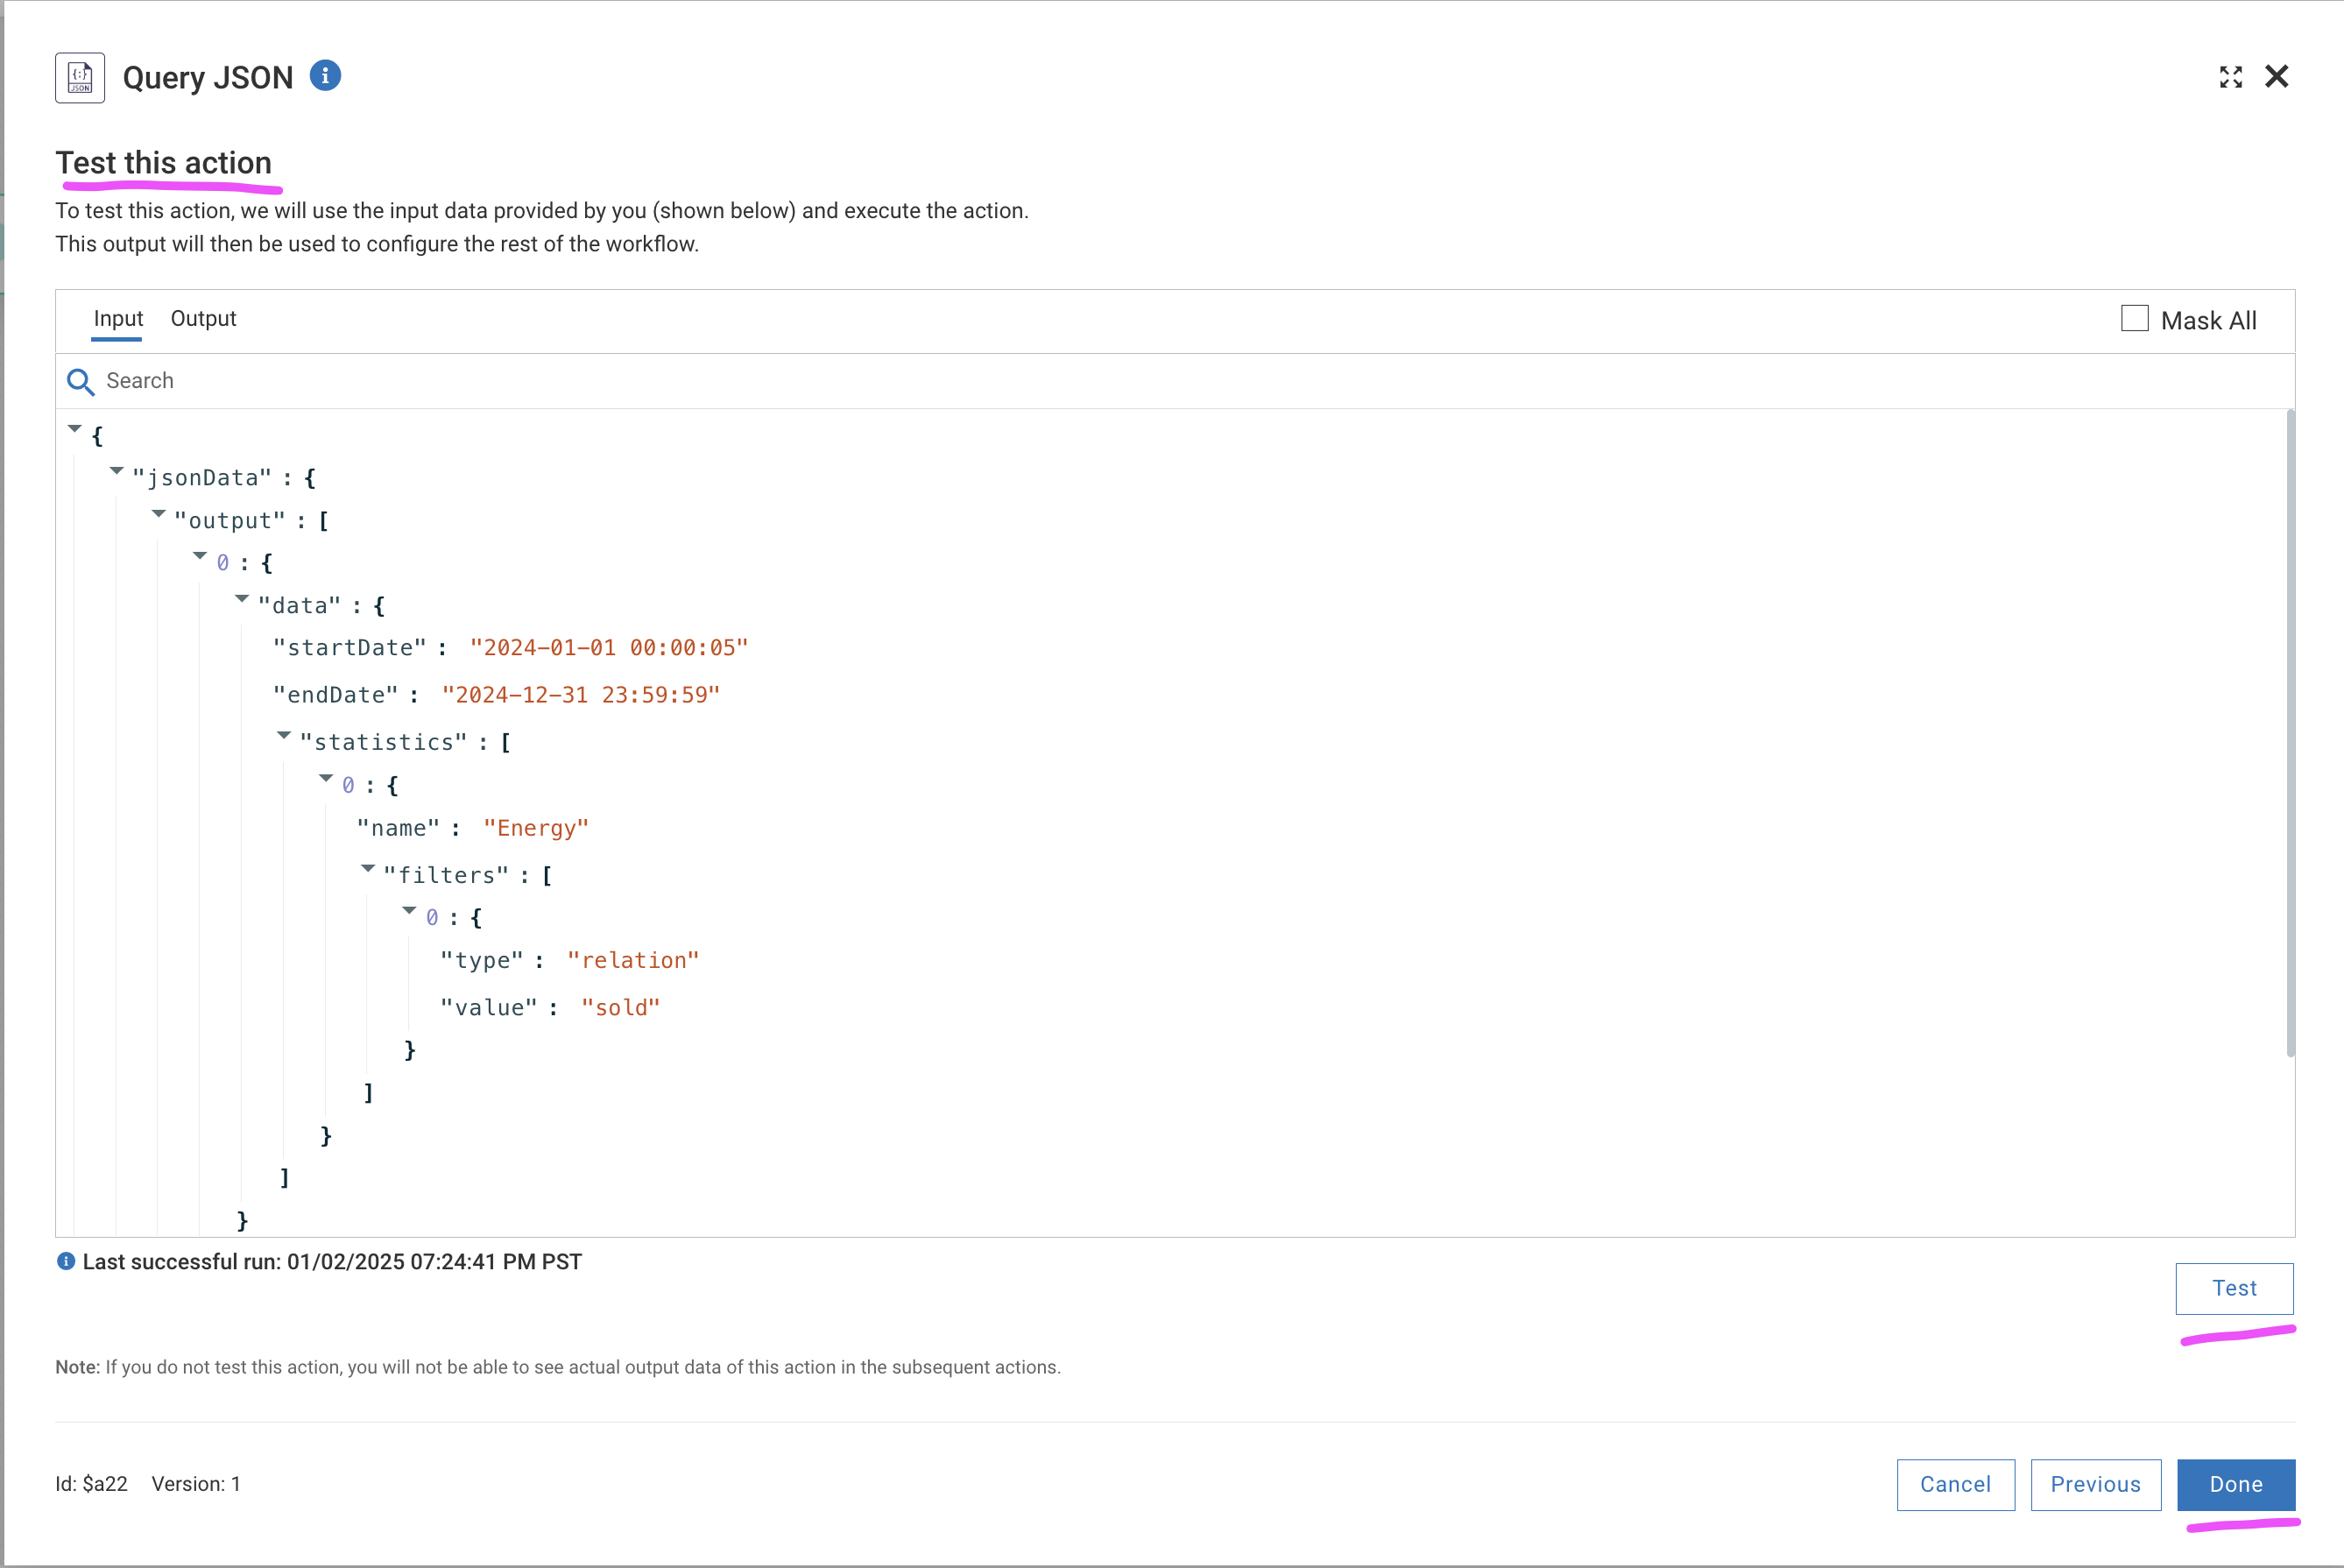 Query JSON
Test this action
To test this action, we will use the input data provided by you (shown below) and execute the action.
This output will then be used to configure the rest of the workflow.
Input Output Mask All
Search
{
"jsonData" : {
"output" : [
0 : {
"data" : {
"startDate" : "2024-01-01 00:00:05"
"endDate" : "2024-12-31 23:59:59"
"statistics" : [
0 : {
"name" : "Energy"
"filters" : [
0 : {
"type" : "relation"
"value" : "sold"
}
]
}
]
}
Last successful run: 01/02/2025 07:24:41 PM PST
Test
Note: If you do not test this action, you will not be able to see actual output data of this action in the subsequent actions.
Id: $a22 Version: 1 Cancel Previous Done